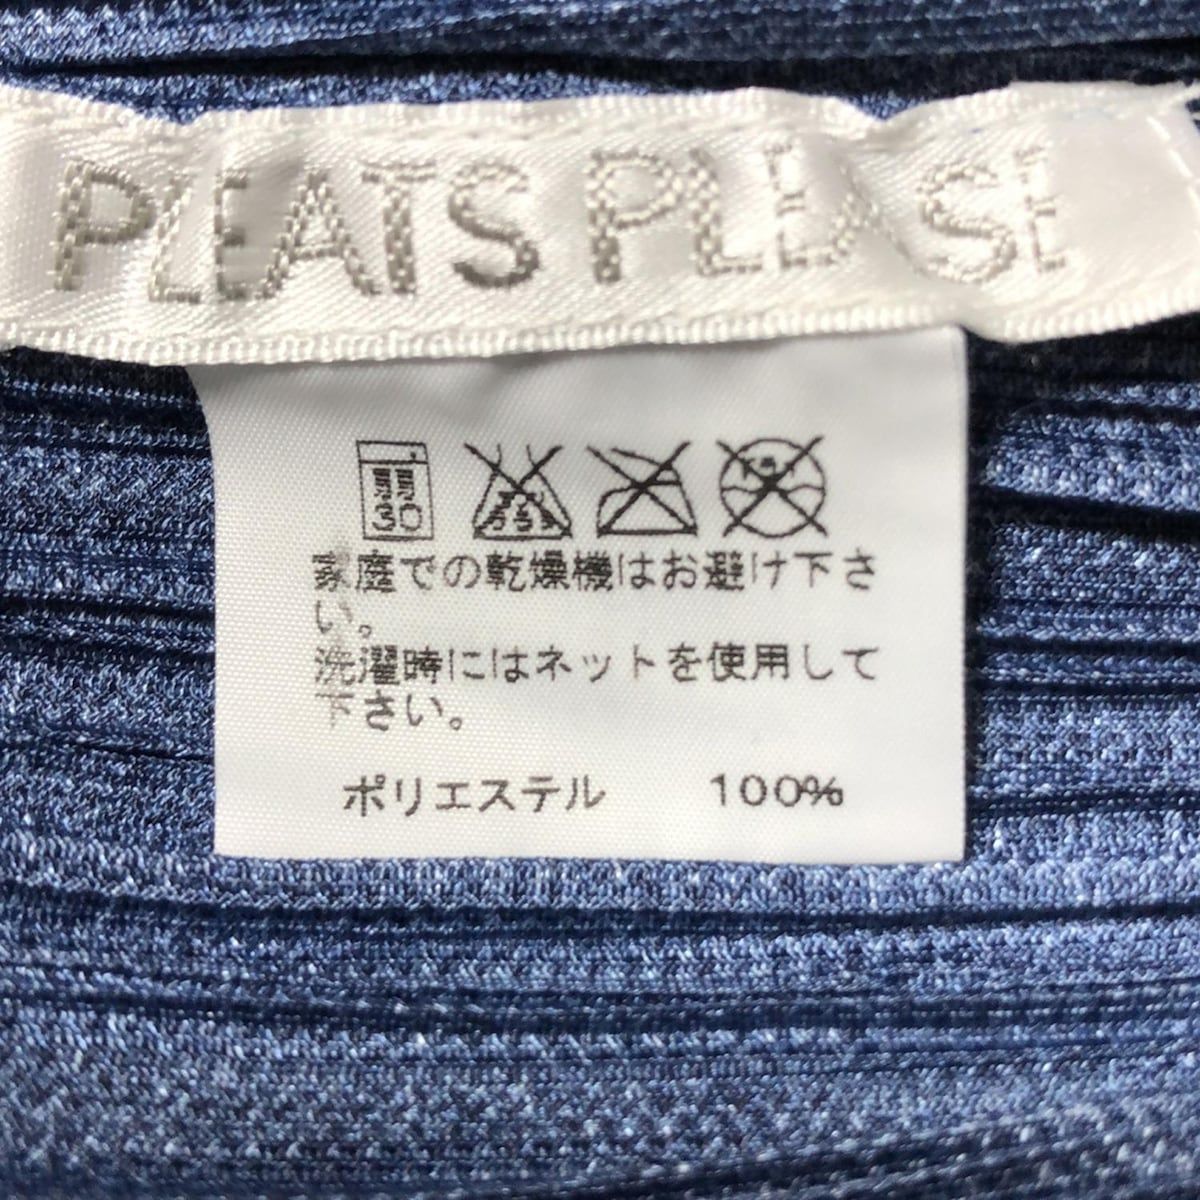 PLEATS PLEASE
家庭での乾燥機はお避け下さ
い。
洗濯時にはネットを使用して
下さい。
ポリエステル 100%